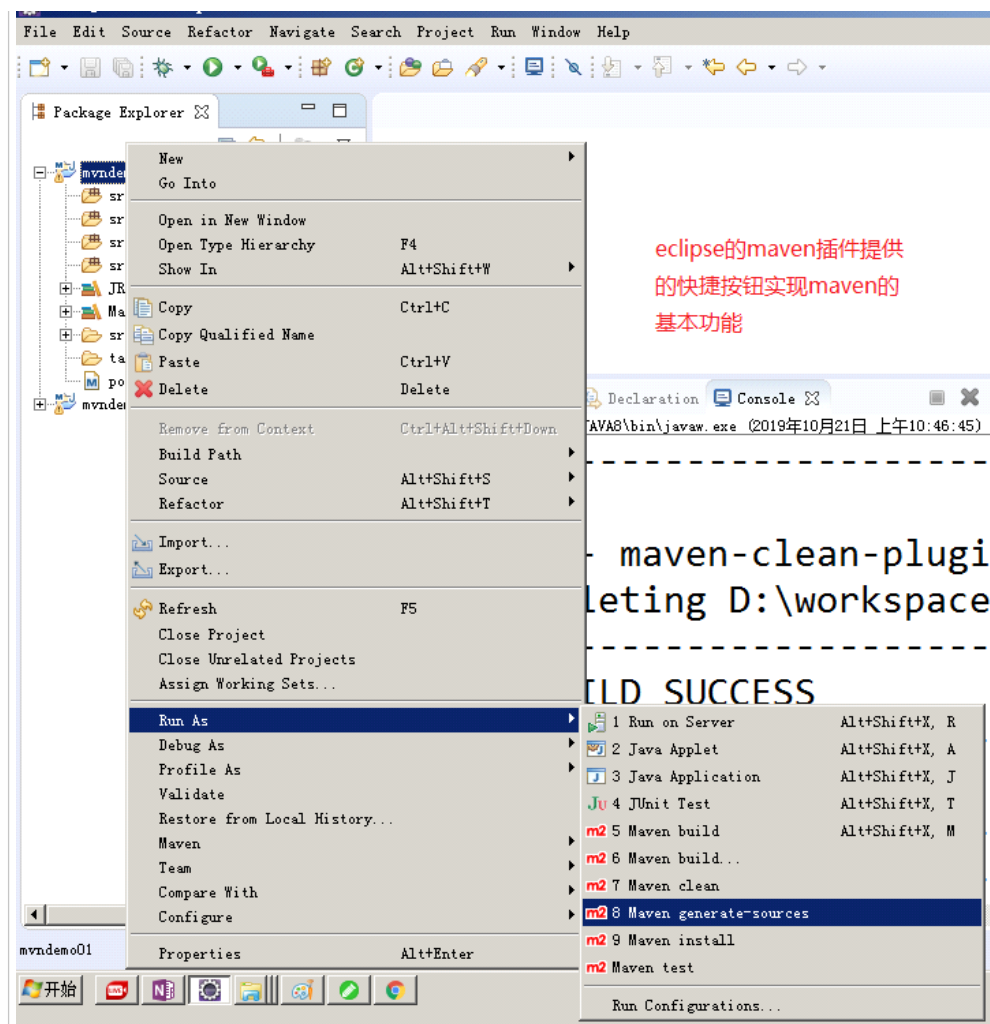 File Edit Source Refactor Navigate Search Project Run Window Help
Package Explorer
New
Go Into
Open in New Window
Open Type Hierarchy F4
Show In Alt+Shift+W
Copy Ctrl+C
Copy Qualified Name
Paste Ctrl+V
Delete Delete
Remove from Context Ctrl+Alt+Shift+Down
Build Path
Source Alt+Shift+S
Refactor Alt+Shift+T
Import...
Export...
Refresh F5
Close Project
Close Unrelated Projects
Assign Working Sets...
Run As
Debug As
Profile As
Validate
Restore from Local History...
Maven
Team
Compare With
Configure
Properties Alt+Enter
eclipse的maven插件提供
的快捷按钮实现maven的
基本功能
Declaration Console
\bin\javaw.exe (2019年10月21日 上午10:46:45)
maven-clean-plugi
leting D:\workspace
ILD SUCCESS
1 Run on Server Alt+Shift+X, R
2 Java Applet Alt+Shift+X, A
3 Java Application Alt+Shift+X, J
Ju 4 JUnit Test Alt+Shift+X, T
m2 5 Maven build Alt+Shift+X, M
m2 6 Maven build...
m2 7 Maven clean
m2 8 Maven generate-sources
m2 9 Maven install
m2 Maven test
Run Configurations...
mvndemo01
开始